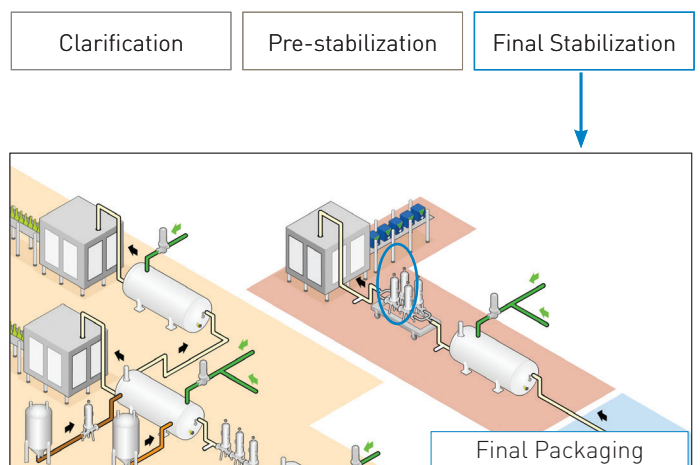 Clarification
Pre-stabilization
Final Stabilization
Final Packaging